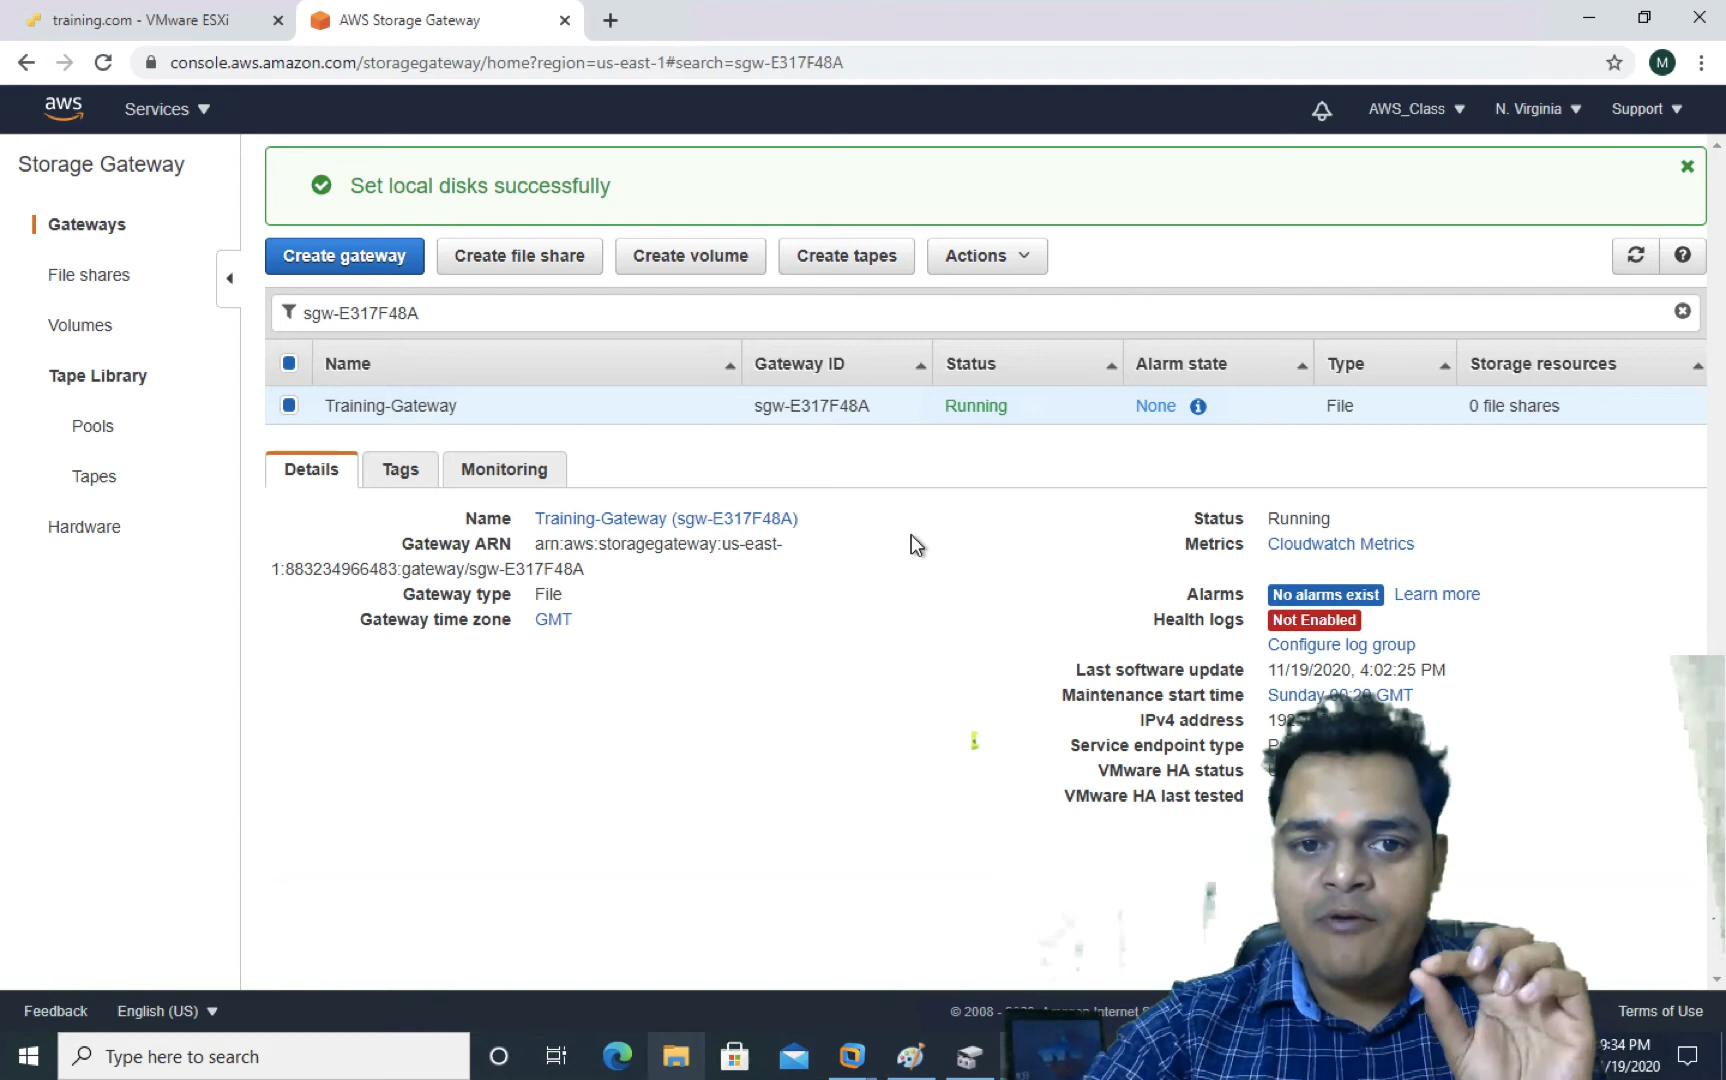 training.com - VMware ESXi
AWS Storage Gateway
console.aws.amazon.com/storagegateway/home?region=us-east-1#search=sgw-E317F48A
M
aws
Services
AWS_Class
N. Virginia
Support
Storage Gateway
Gateways
File shares
Volumes
Tape Library
Pools
Tapes
Hardware
Set local disks successfully
Create gateway
Create file share
Create volume
Create tapes
Actions
sgw-E317F48A
Name
Gateway ID
Status
Alarm state
Type
Storage resources
Training-Gateway
sgw-E317F48A
Running
None
File
0 file shares
Details
Tags
Monitoring
Name
Training-Gateway (sgw-E317F48A)
Gateway ARN
arn:aws:storagegateway:us-east-
1:883234966483:gateway/sgw-E317F48A
Gateway type
File
Gateway time zone
GMT
Status
Running
Metrics
Cloudwatch Metrics
Alarms
No alarms exist
Learn more
Health logs
Not Enabled
Configure log group
Last software update
11/19/2020, 4:02:25 PM
Maintenance start time
Sunday 00:20 GMT
IPv4 address
Service endpoint type
VMware HA status
VMware HA last tested
Feedback
English (US)
© 2008 -
Terms of Use
Type here to search
9:34 PM
/19/2020